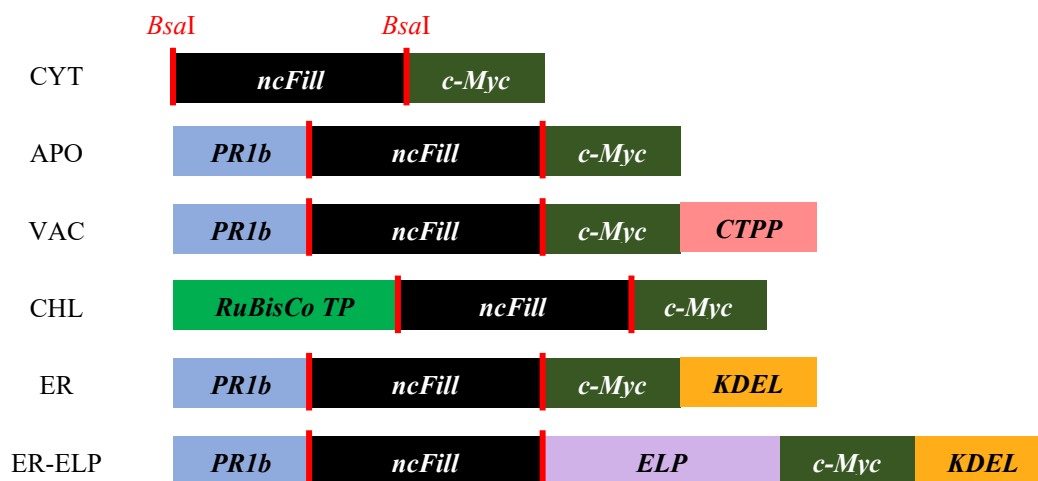 BsaI BsaI
CYT ncFill c-Myc
APO PR1b ncFill c-Myc
VAC PR1b ncFill c-Myc CTPP
CHL RuBisCo TP ncFill c-Myc
ER PR1b ncFill c-Myc KDEL
ER-ELP PR1b ncFill ELP c-Myc KDEL